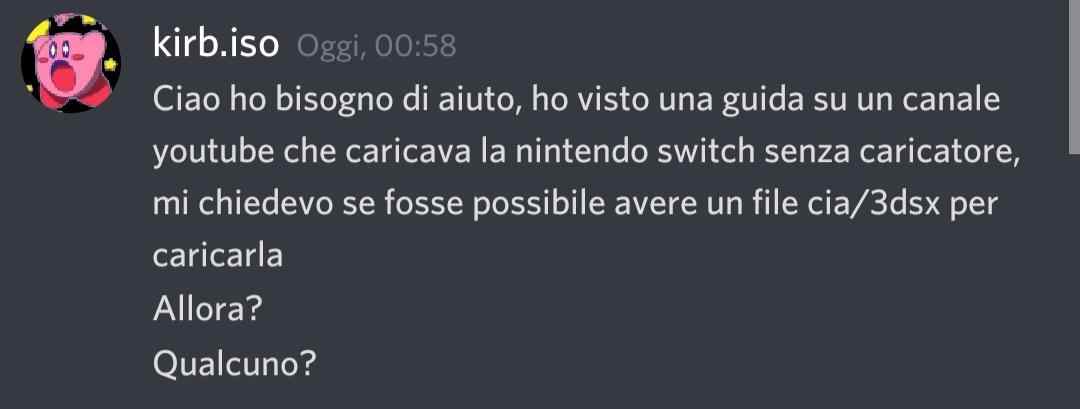 kirb.iso Oggi, 00:58
Ciao ho bisogno di aiuto, ho visto una guida su un canale
youtube che caricava la nintendo switch senza caricatore,
mi chiedevo se fosse possibile avere un file cia/3dsx per
caricarla
Allora?
Qualcuno?